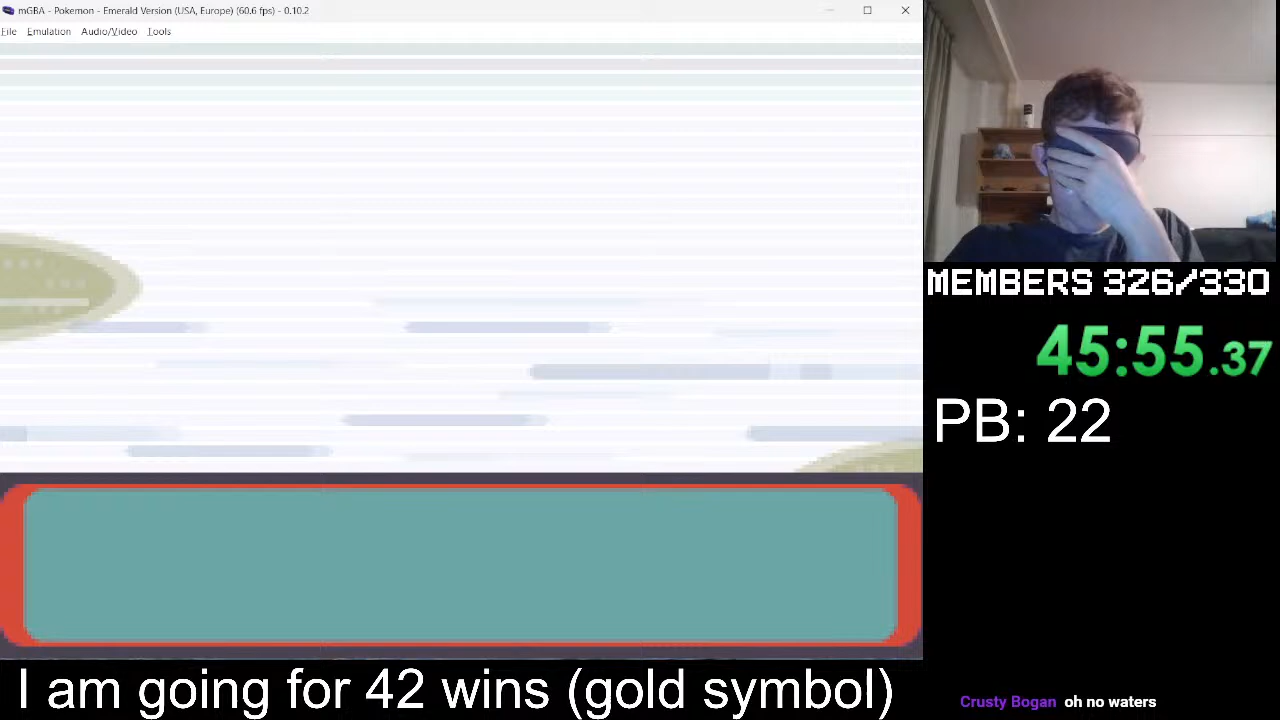 mGBA - Pokemon - Emerald Version (USA, Europe) (60.6 fps) - 0.10.2
File Emulation Audio/Video Tools
MEMBERS 326/330
45:55.37
PB: 22
I am going for 42 wins (gold symbol)
Crusty Bogan oh no waters